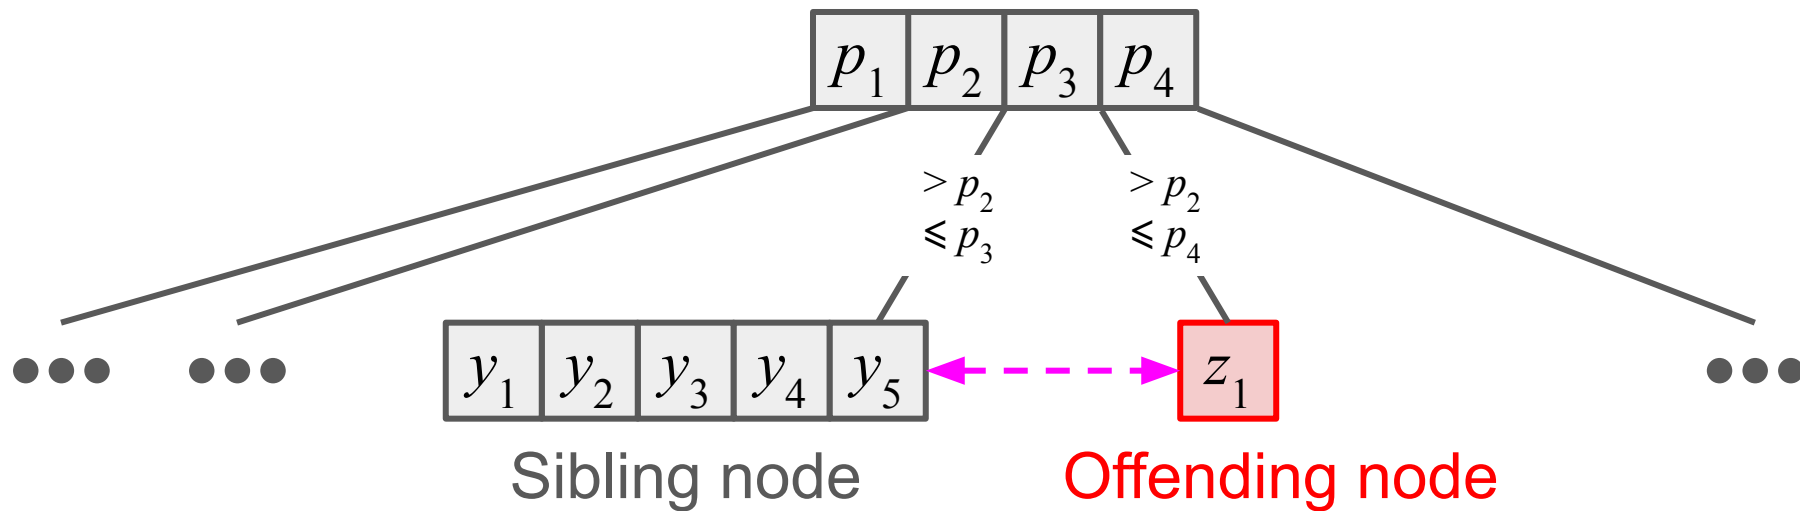 p₁ p₂ p₃ p₄
> p₂ > p₂
⩽ p₃ ⩽ p₄
y₁ y₂ y₃ y₄ y₅ z₁
Sibling node Offending node